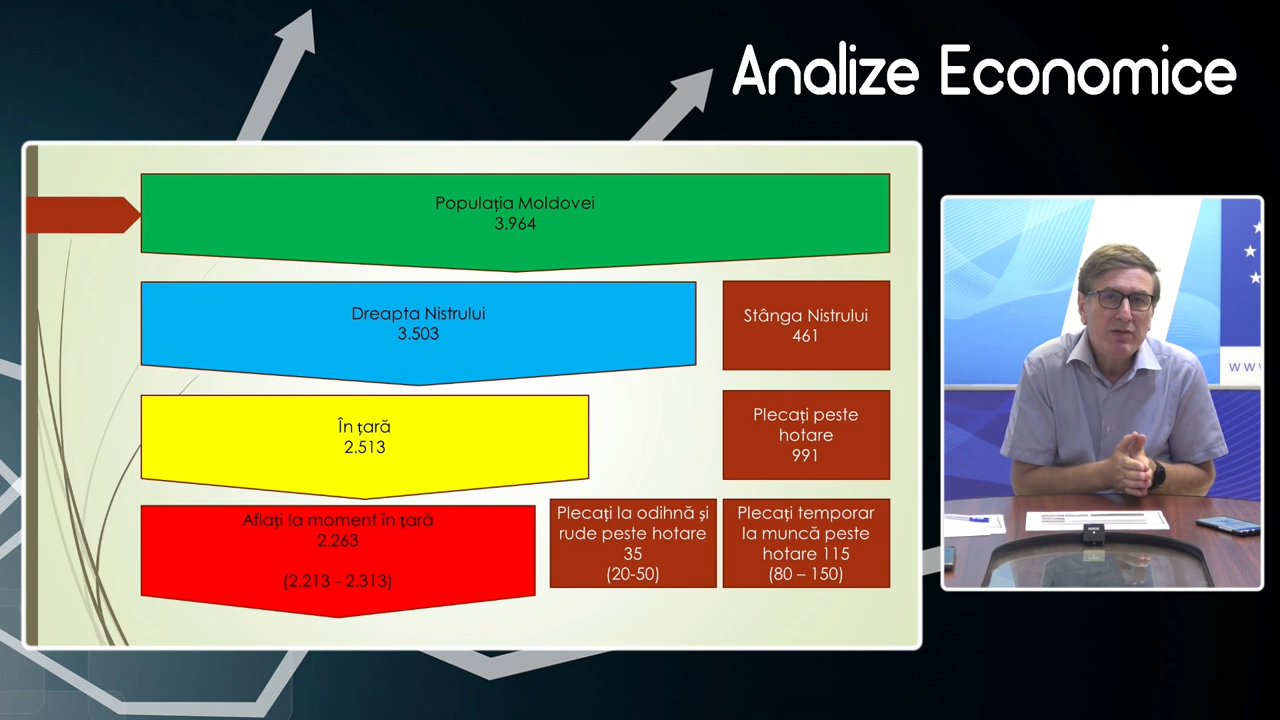 Analize Economice
Populația Moldovei
3.964
Dreapta Nistrului
3.503
Stânga Nistrului
461
În țară
2.513
Plecați peste
hotare
991
Aflați la moment în țară
2.263
(2.213 - 2.313)
Plecați la odihnă și
rude peste hotare
35
(20-50)
Plecați temporar
la muncă peste
hotare 115
(80 – 150)